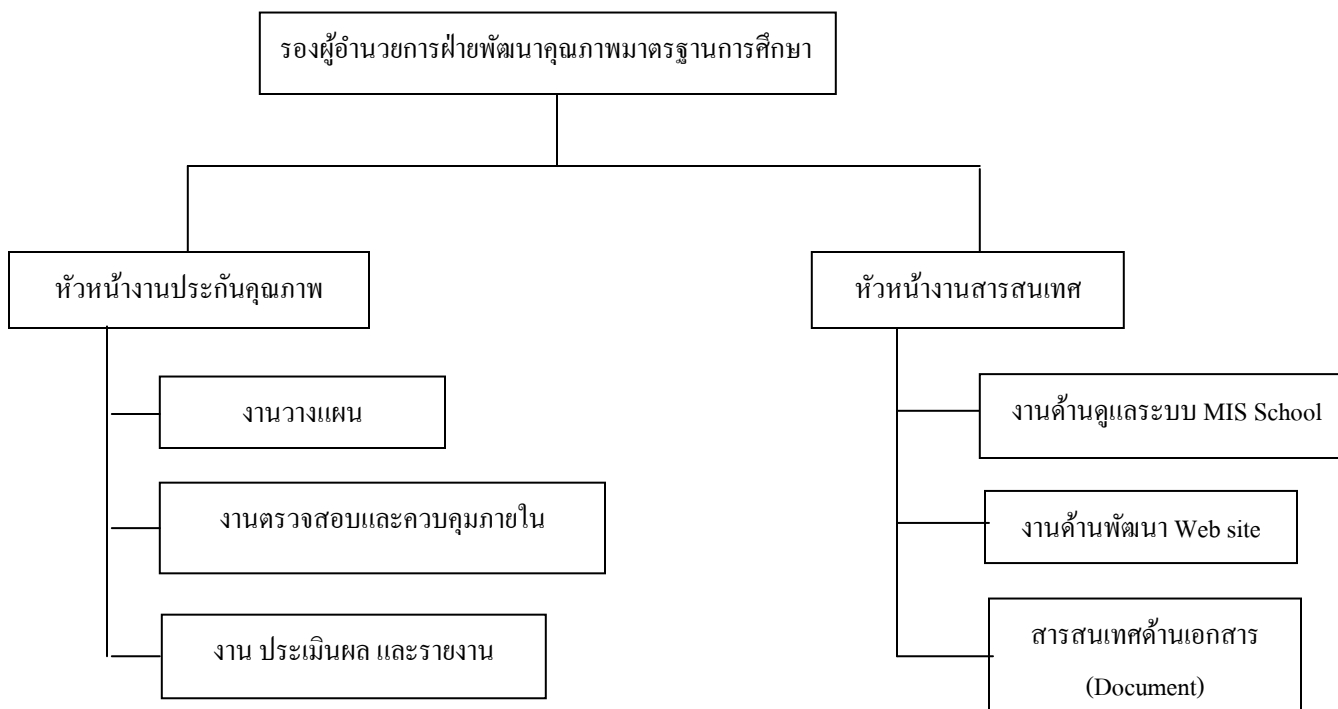 รองผู้อำนวยการฝ่ายพัฒนาคุณภาพมาตรฐานการศึกษา
หัวหน้างานประกันคุณภาพ
หัวหน้างานสารสนเทศ
งานวางแผน
งานตรวจสอบและควบคุมภายใน
งาน ประเมินผล และรายงาน
งานด้านดูแลระบบ MIS School
งานด้านพัฒนา Web site
สารสนเทศด้านเอกสาร
(Document)